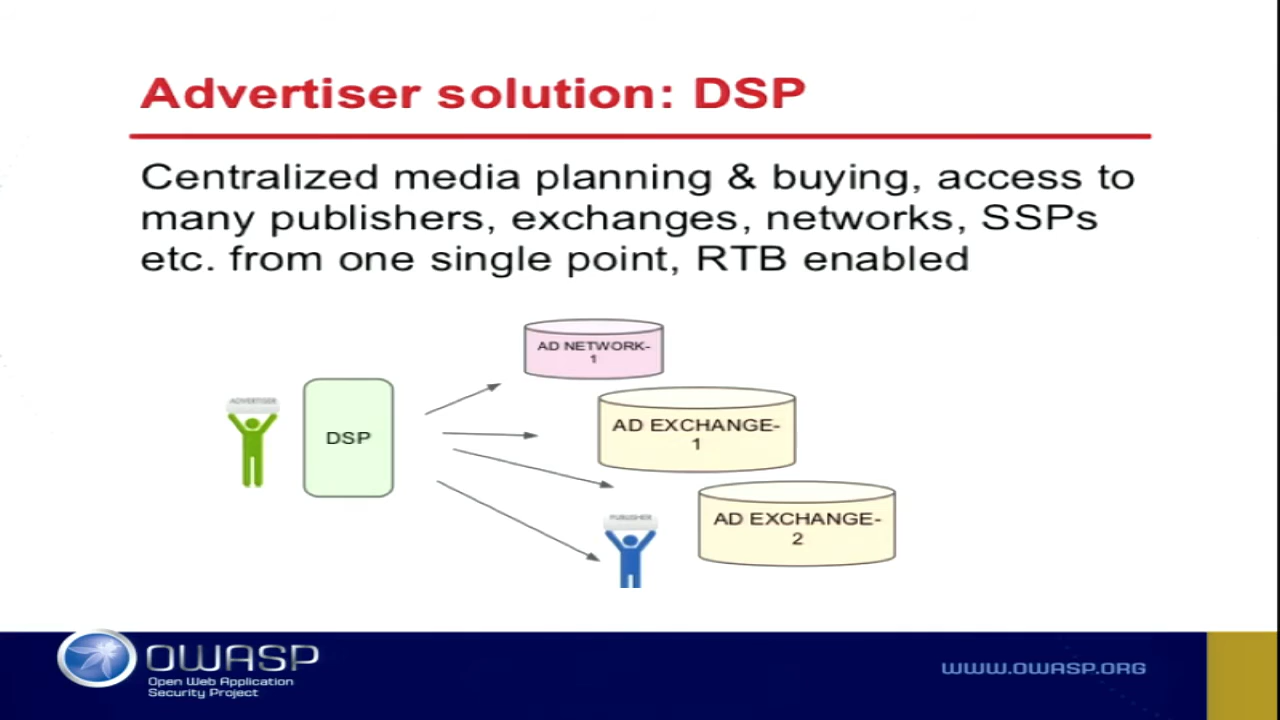 Advertiser solution: DSP
Centralized media planning & buying, access to
many publishers, exchanges, networks, SSPs
etc. from one single point, RTB enabled
AD NETWORK-
1
ADVERTISER
DSP
AD EXCHANGE-
1
PUBLISHER
AD EXCHANGE-
2
OWASP
Open Web Application
Security Project
WWW.OWASP.ORG